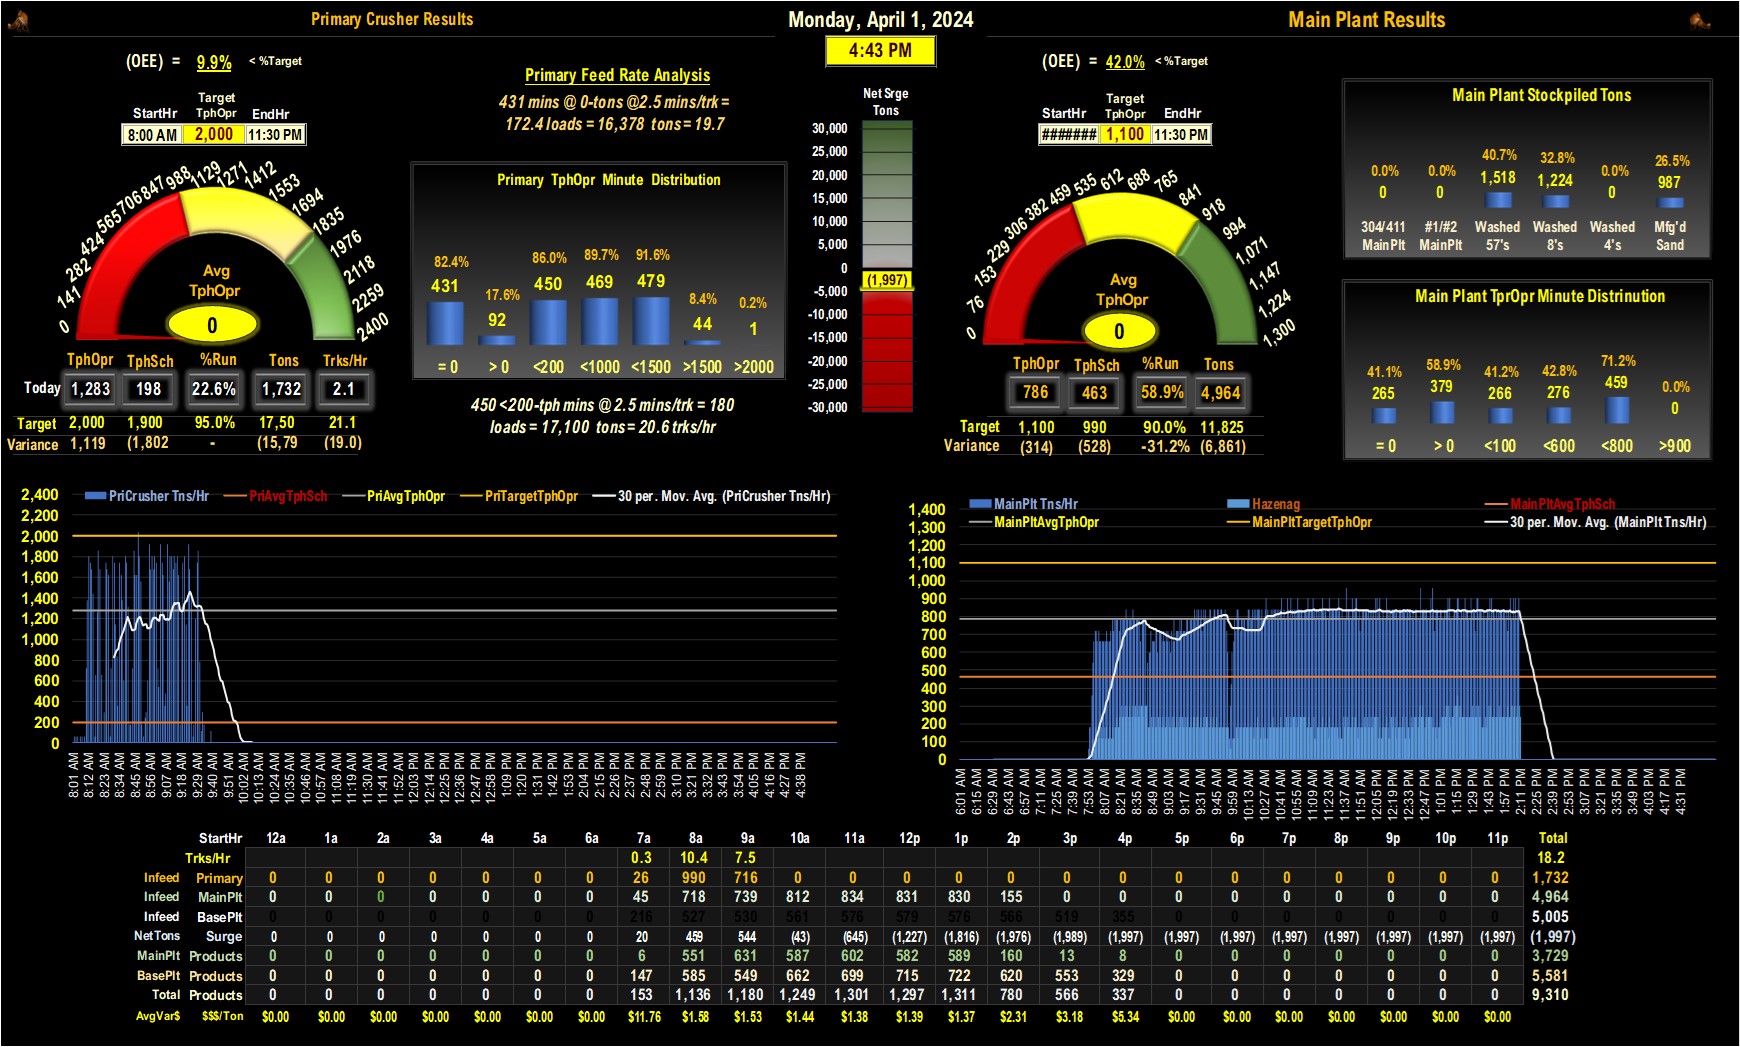 Primary Crusher Results
Monday, April 1, 2024
Main Plant Results
4:43 PM
(OEE) = 9.9% < %Target
StartHr Target TphOpr EndHr
8:00 AM 2,000 11:30 PM
0 141 282 424 565 706 847 988 1129 1271 1412 1553 1694 1835 1976 2118 2259 2400
Avg
TphOpr
0
TphOpr TphSch %Run Tons Trks/Hr
Today 1,283 198 22.6% 1,732 2.1
Target 2,000 1,900 95.0% 17,50 21.1
Variance 1,119 (1,802 - (15,79 (19.0)
Primary Feed Rate Analysis
431 mins @ 0-tons @2.5 mins/trk =
172.4 loads = 16,378 tons = 19.7
Primary TphOpr Minute Distribution
82.4% 17.6% 86.0% 89.7% 91.6% 8.4% 0.2%
431 92 450 469 479 44 1
= 0 > 0 <200 <1000 <1500 >1500 >2000
450 <200-tph mins @ 2.5 mins/trk = 180
loads = 17,100 tons = 20.6 trks/hr
Net Srge
Tons
30,000
25,000
20,000
15,000
10,000
5,000
0
(1,997)
-5,000
-10,000
-15,000
-20,000
-25,000
-30,000
(OEE) = 42.0% < %Target
StartHr Target TphOpr EndHr
####### 1,100 11:30 PM
0 76 153 229 306 382 459 535 612 688 765 841 918 994 1,071 1,147 1,224 1,300
Avg
TphOpr
0
TphOpr TphSch %Run Tons
786 463 58.9% 4,964
Target 1,100 990 90.0% 11,825
Variance (314) (528) -31.2% (6,861)
Main Plant Stockpiled Tons
0.0% 0.0% 40.7% 32.8% 0.0% 26.5%
0 0 1,518 1,224 0 987
304/411 #1/#2 Washed Washed Washed Mfg'd
MainPlt MainPlt 57's 8's 4's Sand
Main Plant TprOpr Minute Distrinution
41.1% 58.9% 41.2% 42.8% 71.2% 0.0%
265 379 266 276 459 0
= 0 > 0 <100 <600 <800 >900
PriCrusher Tns/Hr PriAvgTphSch PriAvgTphOpr PriTargetTphOpr 30 per. Mov. Avg. (PriCrusher Tns/Hr)
2,400
2,200
2,000
1,800
1,600
1,400
1,200
1,000
800
600
400
200
0
8:01 AM 8:12 AM 8:23 AM 8:34 AM 8:45 AM 8:56 AM 9:07 AM 9:18 AM 9:29 AM 9:40 AM 9:51 AM 10:02 AM 10:13 AM 10:24 AM 10:35 AM 10:46 AM 10:57 AM 11:08 AM 11:19 AM 11:30 AM 11:41 AM 11:52 AM 12:03 PM 12:14 PM 12:25 PM 12:36 PM 12:47 PM 12:58 PM 1:09 PM 1:20 PM 1:31 PM 1:42 PM 1:53 PM 2:04 PM 2:15 PM 2:26 PM 2:37 PM 2:48 PM 2:59 PM 3:10 PM 3:21 PM 3:32 PM 3:43 PM 3:54 PM 4:05 PM 4:16 PM 4:27 PM 4:38 PM
MainPlt Tns/Hr Hazenag MainPltAvgTphSch
MainPltAvgTphOpr MainPltTargetTphOpr 30 per. Mov. Avg. (MainPlt Tns/Hr)
1,400
1,300
1,200
1,100
1,000
900
800
700
600
500
400
300
200
100
0
6:01 AM 6:15 AM 6:29 AM 6:43 AM 6:57 AM 7:11 AM 7:25 AM 7:39 AM 7:53 AM 8:07 AM 8:21 AM 8:35 AM 8:49 AM 9:03 AM 9:17 AM 9:31 AM 9:45 AM 9:59 AM 10:13 AM 10:27 AM 10:41 AM 10:55 AM 11:09 AM 11:23 AM 11:37 AM 11:51 AM 12:05 PM 12:19 PM 12:33 PM 12:47 PM 1:01 PM 1:15 PM 1:29 PM 1:43 PM 1:57 PM 2:11 PM 2:25 PM 2:39 PM 2:53 PM 3:07 PM 3:21 PM 3:35 PM 3:49 PM 4:03 PM 4:17 PM 4:31 PM
StartHr 12a 1a 2a 3a 4a 5a 6a 7a 8a 9a 10a 11a 12p 1p 2p 3p 4p 5p 6p 7p 8p 9p 10p 11p Total
Trks/Hr 0.3 10.4 7.5 18.2
Infeed Primary 0 0 0 0 0 0 0 26 990 716 0 0 0 0 0 0 0 0 0 0 0 0 0 0 1,732
Infeed MainPlt 0 0 0 0 0 0 0 45 718 739 812 834 831 830 155 0 0 0 0 0 0 0 0 0 4,964
Infeed BasePlt 216 527 530 561 576 579 576 566 519 355 5,005
NetTons Surge 0 0 0 0 0 0 0 20 459 544 (43) (645) (1,227) (1,816) (1,976) (1,989) (1,997) (1,997) (1,997) (1,997) (1,997) (1,997) (1,997) (1,997) (1,997)
MainPlt Products 0 0 0 0 0 0 0 6 551 631 587 602 582 589 160 13 8 0 0 0 0 0 0 0 3,729
BasePlt Products 0 0 0 0 0 0 0 147 585 549 662 699 715 722 620 553 329 0 0 0 0 0 0 0 5,581
Total Products 0 0 0 0 0 0 0 153 1,136 1,180 1,249 1,301 1,297 1,311 780 566 337 0 0 0 0 0 0 0 9,310
AvgVar$ $$$/Ton $0.00 $0.00 $0.00 $0.00 $0.00 $0.00 $0.00 $11.76 $1.58 $1.53 $1.44 $1.38 $1.39 $1.37 $2.31 $3.18 $5.34 $0.00 $0.00 $0.00 $0.00 $0.00 $0.00 $0.00